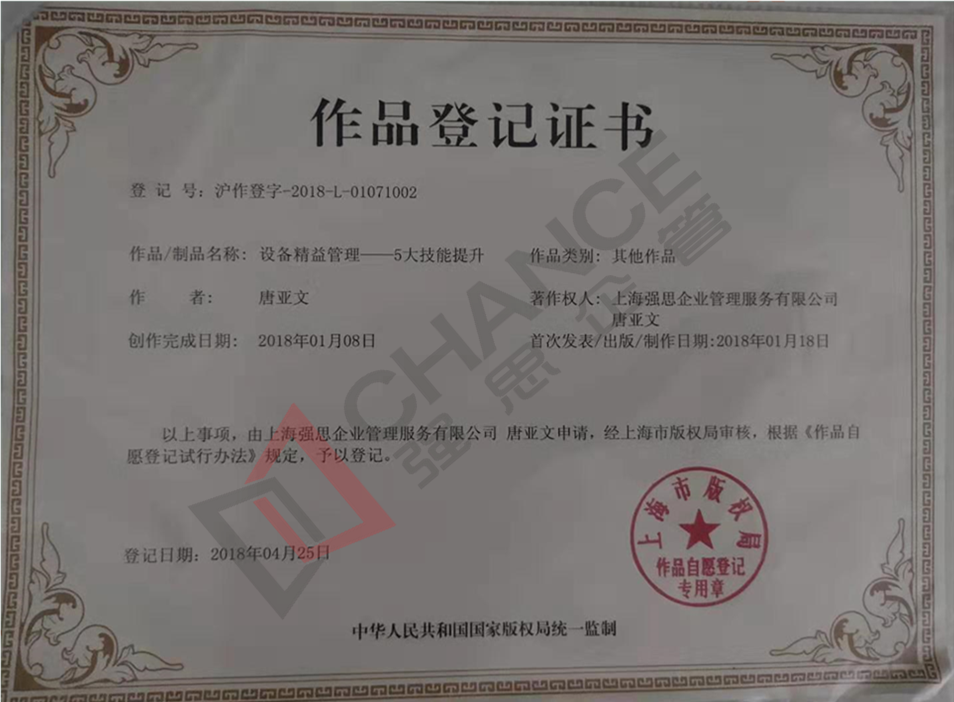 作品登记证书
登 记 号: 沪作登字-2018-L-01071002
作品/制品名称: 设备精益管理——5大技能提升 作品类别: 其他作品
作 者: 唐亚文 著作权人: 上海强思企业管理服务有限公司
唐亚文
创作完成日期: 2018年01月08日 首次发表/出版/制作日期:2018年01月18日
以上事项，由上海强思企业管理服务有限公司 唐亚文申请，经上海市版权局审核，根据《作品自
愿登记试行办法》规定，予以登记。
登记日期: 2018年04月25日
上海市版权局
作品自愿登记
专用章
中华人民共和国国家版权局统一监制
CHANCE
强思企管